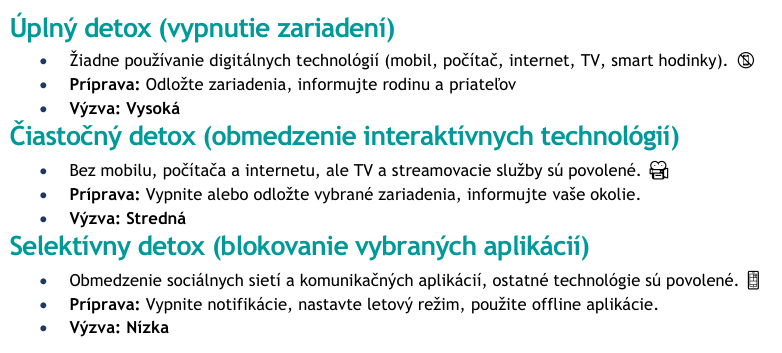 Úplný detox (vypnutie zariadení)
• Žiadne používanie digitálnych technológií (mobil, počítač, internet, TV, smart hodinky).
• Príprava: Odložte zariadenia, informujte rodinu a priateľov
• Výzva: Vysoká
Čiastočný detox (obmedzenie interaktívnych technológií)
• Bez mobilu, počítača a internetu, ale TV a streamovacie služby sú povolené.
• Príprava: Vypnite alebo odložte vybrané zariadenia, informujte vaše okolie.
• Výzva: Stredná
Selektívny detox (blokovanie vybraných aplikácií)
• Obmedzenie sociálnych sietí a komunikačných aplikácií, ostatné technológie sú povolené.
• Príprava: Vypnite notifikácie, nastavte letový režim, použite offline aplikácie.
• Výzva: Nízka